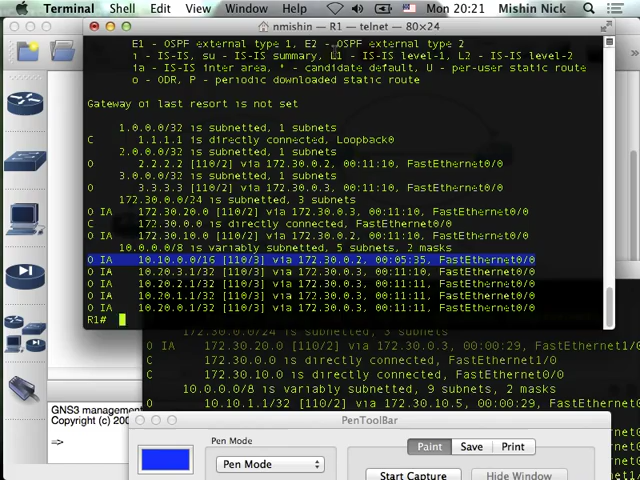 Terminal Shell Edit View Window Help Mon 20:21 Mishin Nick
nmishin — R1 — telnet — 80×24
E1 - OSPF external type 1, E2 - OSPF external type 2
i - IS-IS, su - IS-IS summary, L1 - IS-IS level-1, L2 - IS-IS level-2
ia - IS-IS inter area, * - candidate default, U - per-user static route
o - ODR, P - periodic downloaded static route
Gateway of last resort is not set
1.0.0.0/32 is subnetted, 1 subnets
C 1.1.1.1 is directly connected, Loopback0
2.0.0.0/32 is subnetted, 1 subnets
O 2.2.2.2 [110/2] via 172.30.0.2, 00:11:10, FastEthernet0/0
3.0.0.0/32 is subnetted, 1 subnets
O 3.3.3.3 [110/2] via 172.30.0.3, 00:11:10, FastEthernet0/0
172.30.0.0/24 is subnetted, 3 subnets
O IA 172.30.20.0 [110/2] via 172.30.0.3, 00:11:10, FastEthernet0/0
C 172.30.0.0 is directly connected, FastEthernet0/0
O IA 172.30.10.0 [110/2] via 172.30.0.2, 00:11:10, FastEthernet0/0
10.0.0.0/8 is variably subnetted, 5 subnets, 2 masks
O IA 10.10.0.0/16 [110/3] via 172.30.0.2, 00:05:35, FastEthernet0/0
O IA 10.20.3.1/32 [110/3] via 172.30.0.3, 00:11:10, FastEthernet0/0
O IA 10.20.2.1/32 [110/3] via 172.30.0.3, 00:11:11, FastEthernet0/0
O IA 10.20.1.1/32 [110/3] via 172.30.0.3, 00:11:11, FastEthernet0/0
O IA 10.20.0.1/32 [110/3] via 172.30.0.3, 00:11:11, FastEthernet0/0
R1#
172.30.0.0/24 is subnetted, 3 subnets
O IA 172.30.20.0 [110/2] via 172.30.0.3, 00:00:29, FastEthernet1/
C 172.30.0.0 is directly connected, FastEthernet1/0
C 172.30.10.0 is directly connected, FastEthernet0/0
10.0.0.0/8 is variably subnetted, 9 subnets, 2 masks
O 10.10.1.1/32 [110/2] via 172.30.10.5, 00:00:29, FastEthernet0/
GNS3 management
Copyright (c) 200
=>
PenToolBar
Pen Mode
Pen Mode
Paint Save Print
Start Capture Hide Window